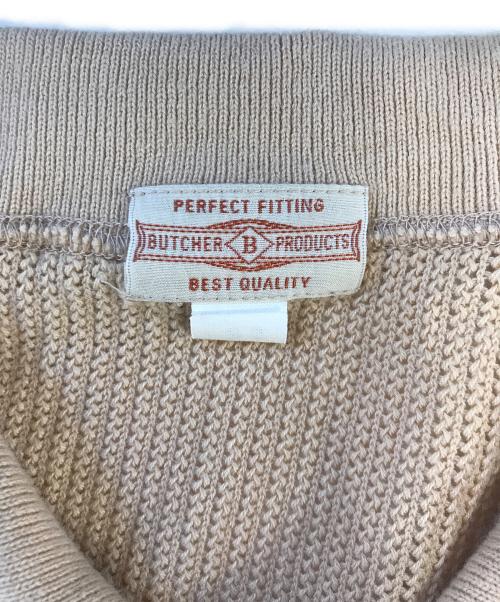 PERFECT FITTING
BUTCHER B PRODUCTS
BEST QUALITY